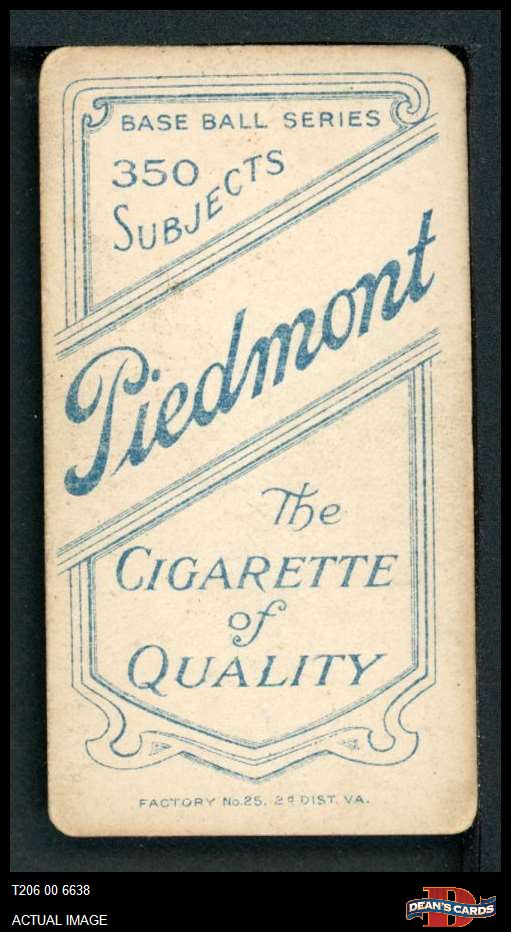 BASE BALL SERIES
350
SUBJECTS
Piedmont
The
CIGARETTE
of
QUALITY
FACTORY No. 25. 2d DIST. VA.
T206 00 6638
ACTUAL IMAGE
DEAN'S CARDS